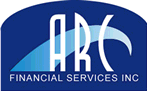 ARC
FINANCIAL SERVICES INC